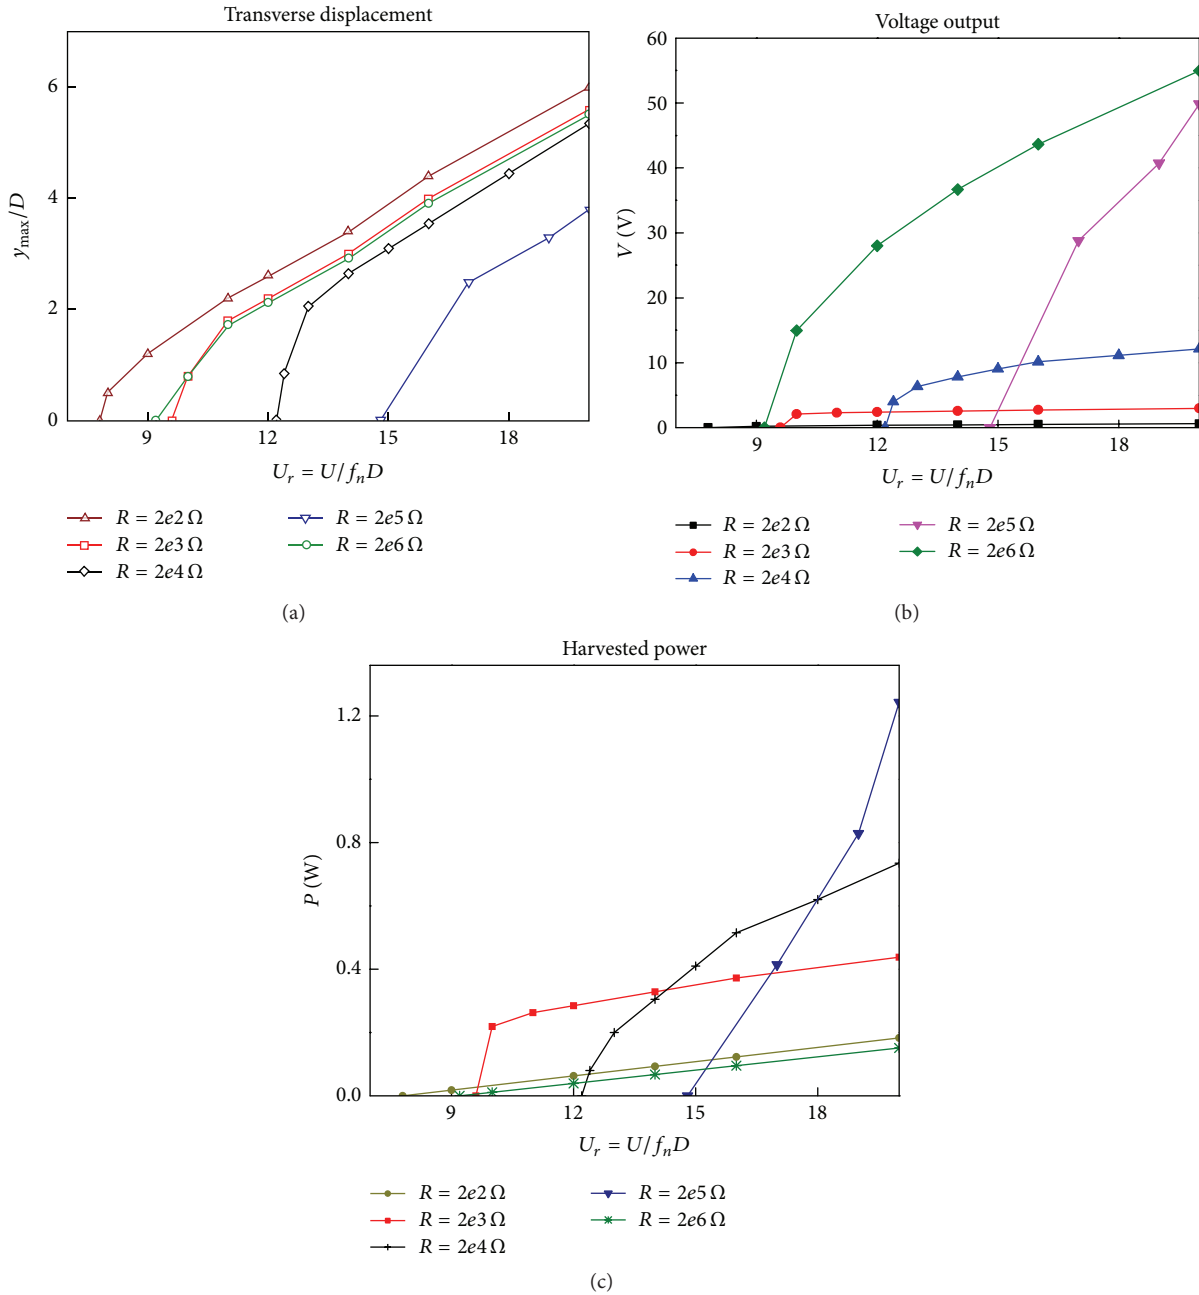 Transverse displacement
6
4
2
0
y_max/D
9 12 15 18
U_r = U/f_nD
R = 2e2 Ω
R = 2e3 Ω
R = 2e4 Ω
R = 2e5 Ω
R = 2e6 Ω
(a)
Voltage output
60
50
40
30
20
10
0
V (V)
9 12 15 18
U_r = U/f_nD
R = 2e2 Ω
R = 2e3 Ω
R = 2e4 Ω
R = 2e5 Ω
R = 2e6 Ω
(b)
Harvested power
1.2
0.8
0.4
0.0
P (W)
9 12 15 18
U_r = U/f_nD
R = 2e2 Ω
R = 2e3 Ω
R = 2e4 Ω
R = 2e5 Ω
R = 2e6 Ω
(c)